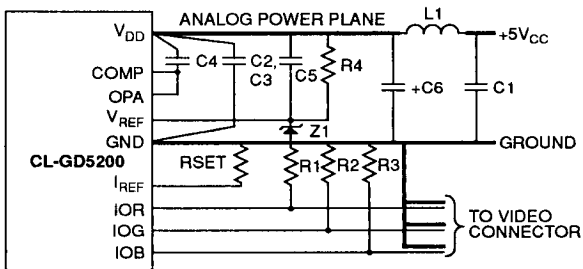 ANALOG POWER PLANE
L1
V_DD
+5V_CC
C4
C2,
C3
C5
R4
+C6
C1
COMP
OPA
V_REF
Z1
GND
GROUND
CL-GD5200
RSET
R1
R2
R3
I_REF
IOR
IOG
IOB
TO VIDEO
CONNECTOR